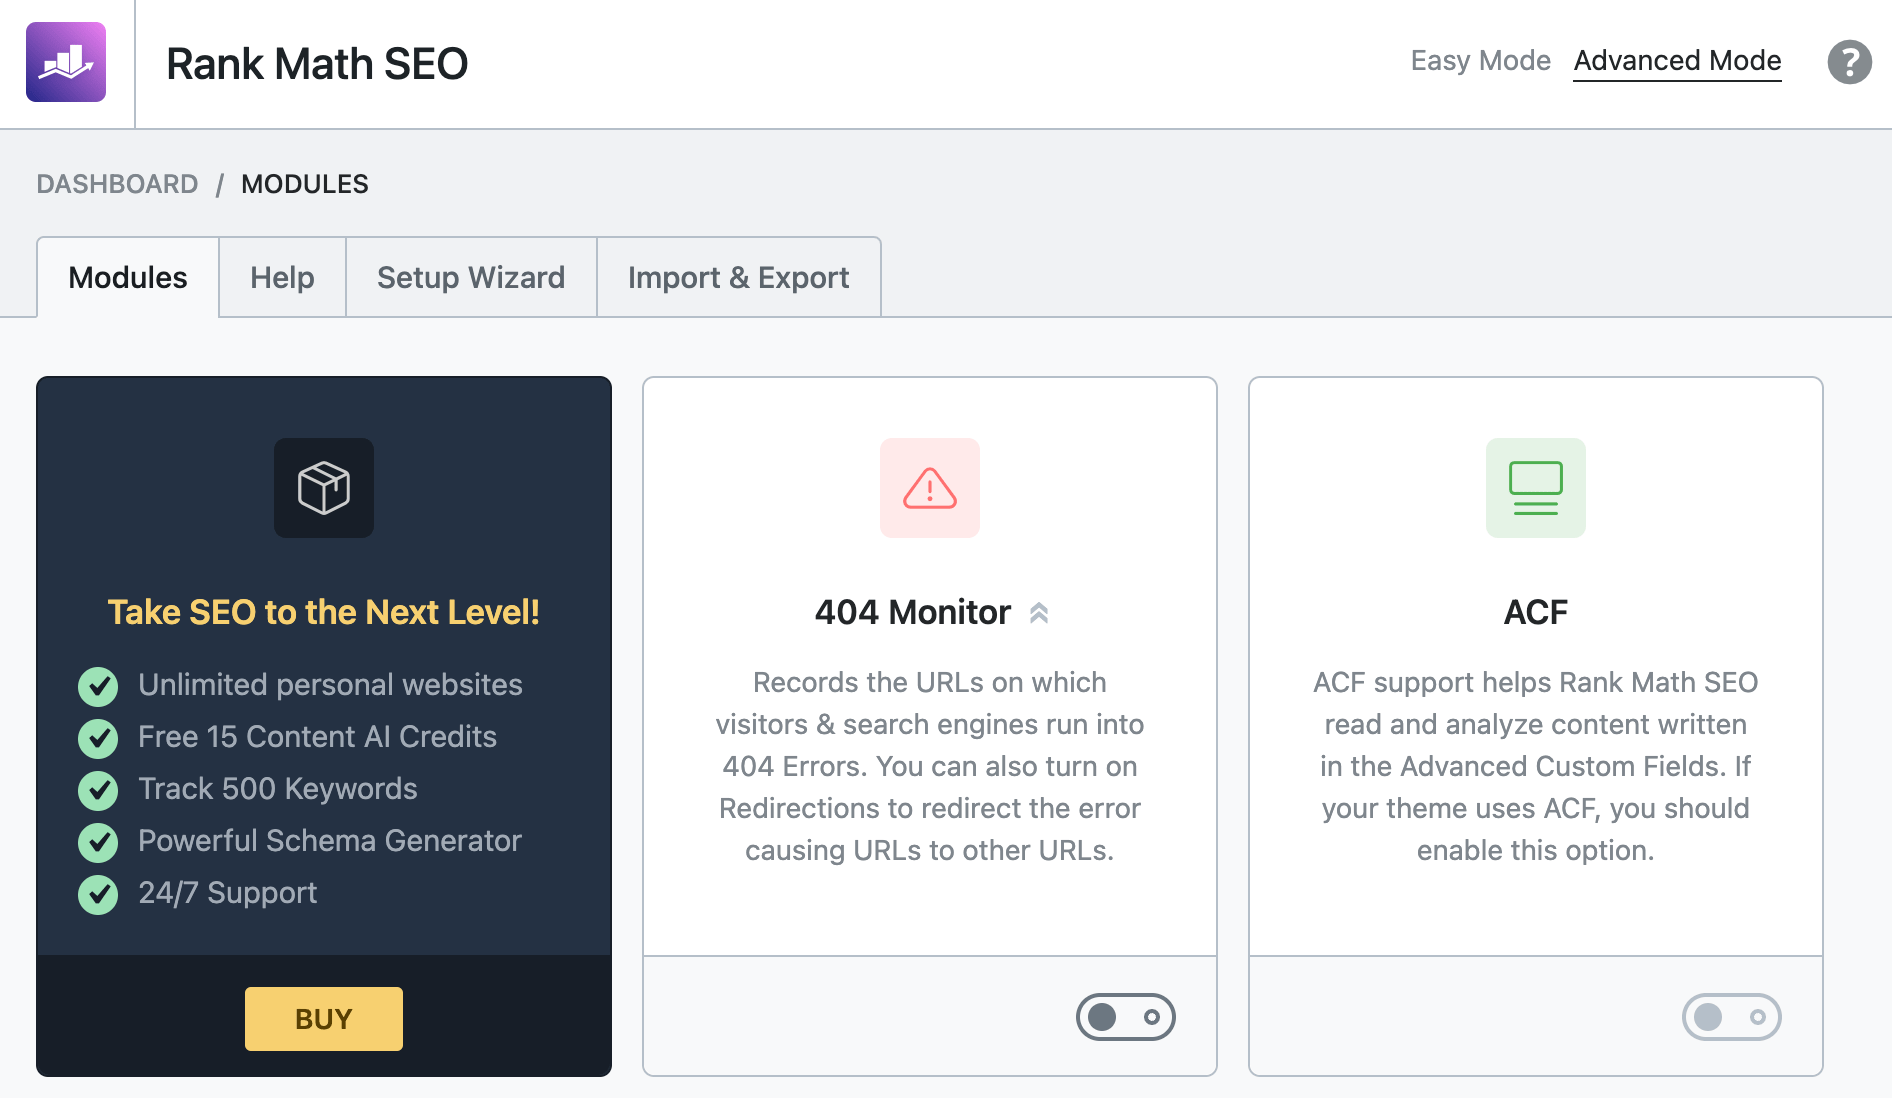 Rank Math SEO
Easy Mode Advanced Mode ?
DASHBOARD / MODULES
Modules Help Setup Wizard Import & Export
Take SEO to the Next Level!
Unlimited personal websites
Free 15 Content AI Credits
Track 500 Keywords
Powerful Schema Generator
24/7 Support
BUY
404 Monitor
Records the URLs on which
visitors & search engines run into
404 Errors. You can also turn on
Redirections to redirect the error
causing URLs to other URLs.
ACF
ACF support helps Rank Math SEO
read and analyze content written
in the Advanced Custom Fields. If
your theme uses ACF, you should
enable this option.